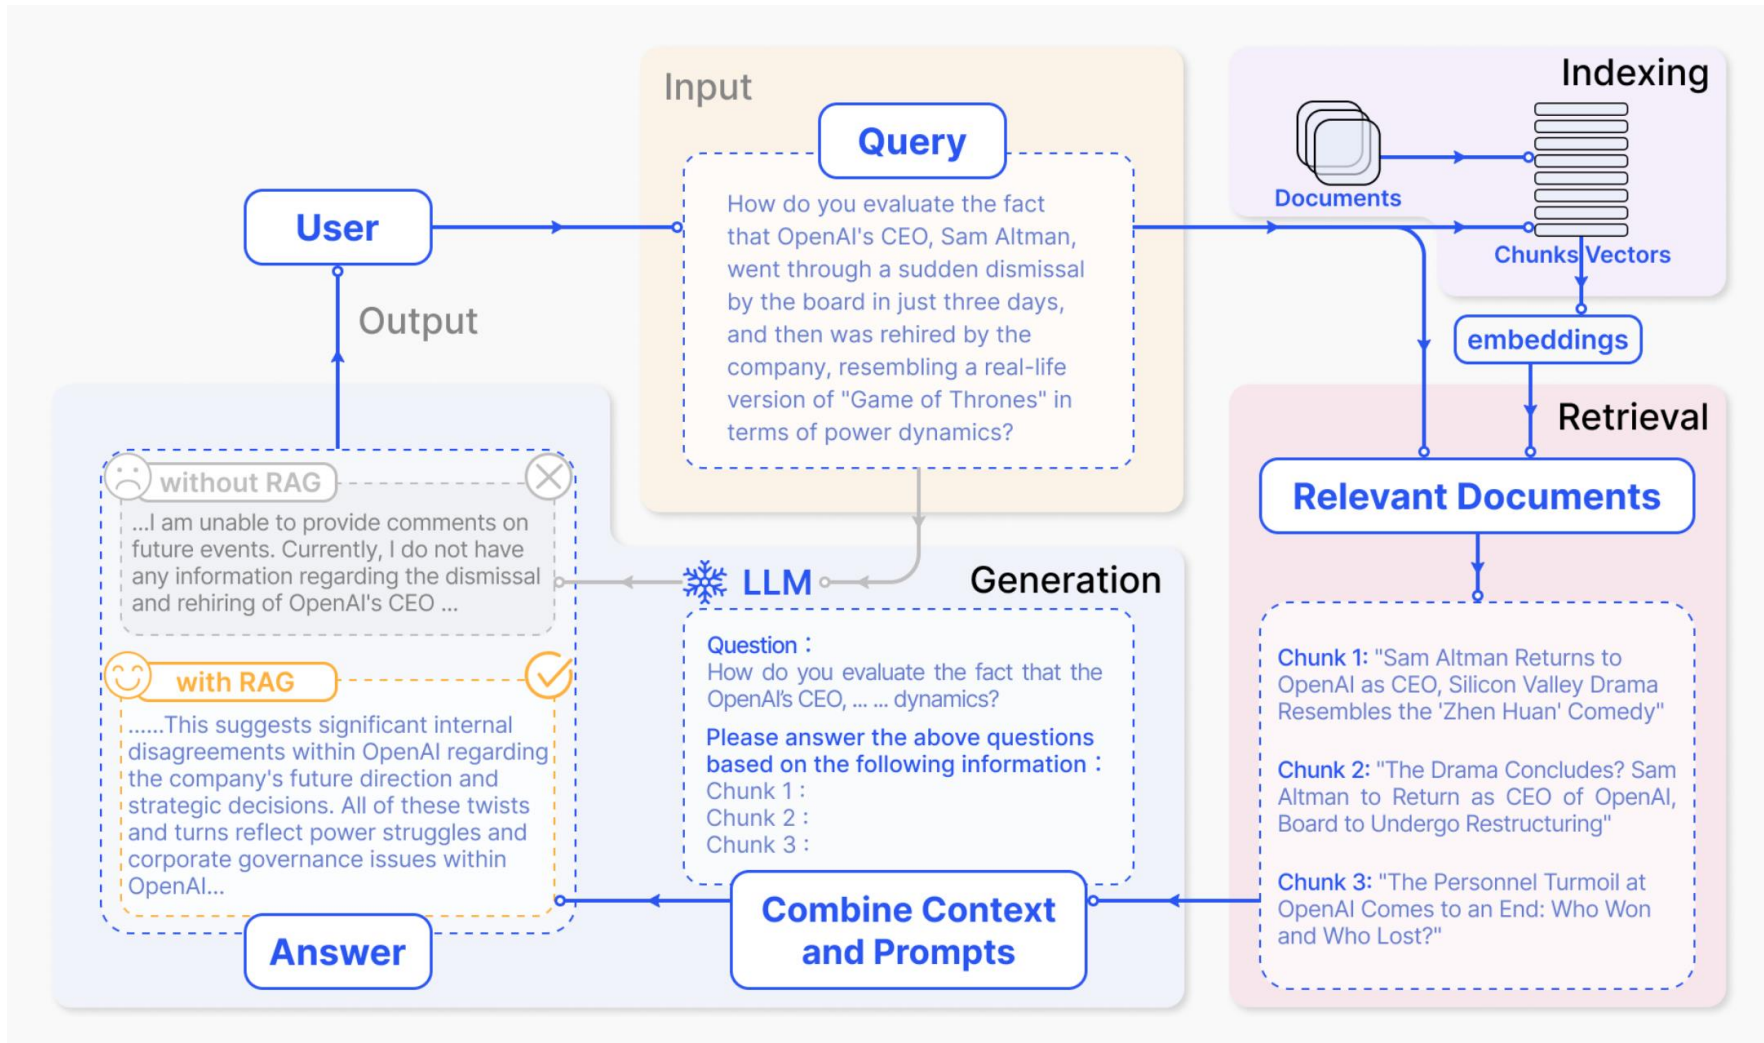 Input
Query
How do you evaluate the fact
that OpenAI's CEO, Sam Altman,
went through a sudden dismissal
by the board in just three days,
and then was rehired by the
company, resembling a real-life
version of "Game of Thrones" in
terms of power dynamics?
Indexing
Documents
Chunks Vectors
embeddings
User
Output
Retrieval
Relevant Documents
Chunk 1: "Sam Altman Returns to
OpenAI as CEO, Silicon Valley Drama
Resembles the 'Zhen Huan' Comedy"
Chunk 2: "The Drama Concludes? Sam
Altman to Return as CEO of OpenAI,
Board to Undergo Restructuring"
Chunk 3: "The Personnel Turmoil at
OpenAI Comes to an End: Who Won
and Who Lost?"
Generation
LLM
Question :
How do you evaluate the fact that the
OpenAI's CEO, ... ... dynamics?
Please answer the above questions
based on the following information :
Chunk 1 :
Chunk 2 :
Chunk 3 :
Combine Context
and Prompts
without RAG
...I am unable to provide comments on
future events. Currently, I do not have
any information regarding the dismissal
and rehiring of OpenAI's CEO ...
with RAG
......This suggests significant internal
disagreements within OpenAI regarding
the company's future direction and
strategic decisions. All of these twists
and turns reflect power struggles and
corporate governance issues within
OpenAI...
Answer